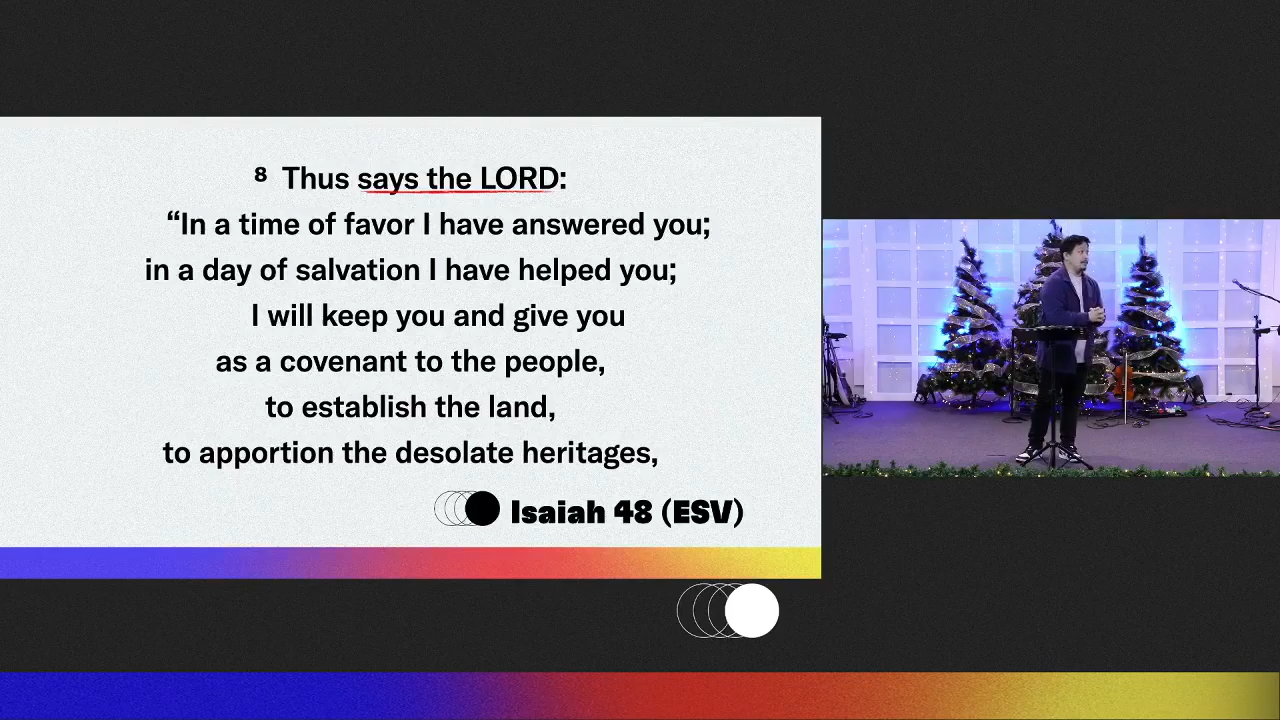 ⁸ Thus says the LORD:
“In a time of favor I have answered you;
in a day of salvation I have helped you;
I will keep you and give you
as a covenant to the people,
to establish the land,
to apportion the desolate heritages,
Isaiah 48 (ESV)